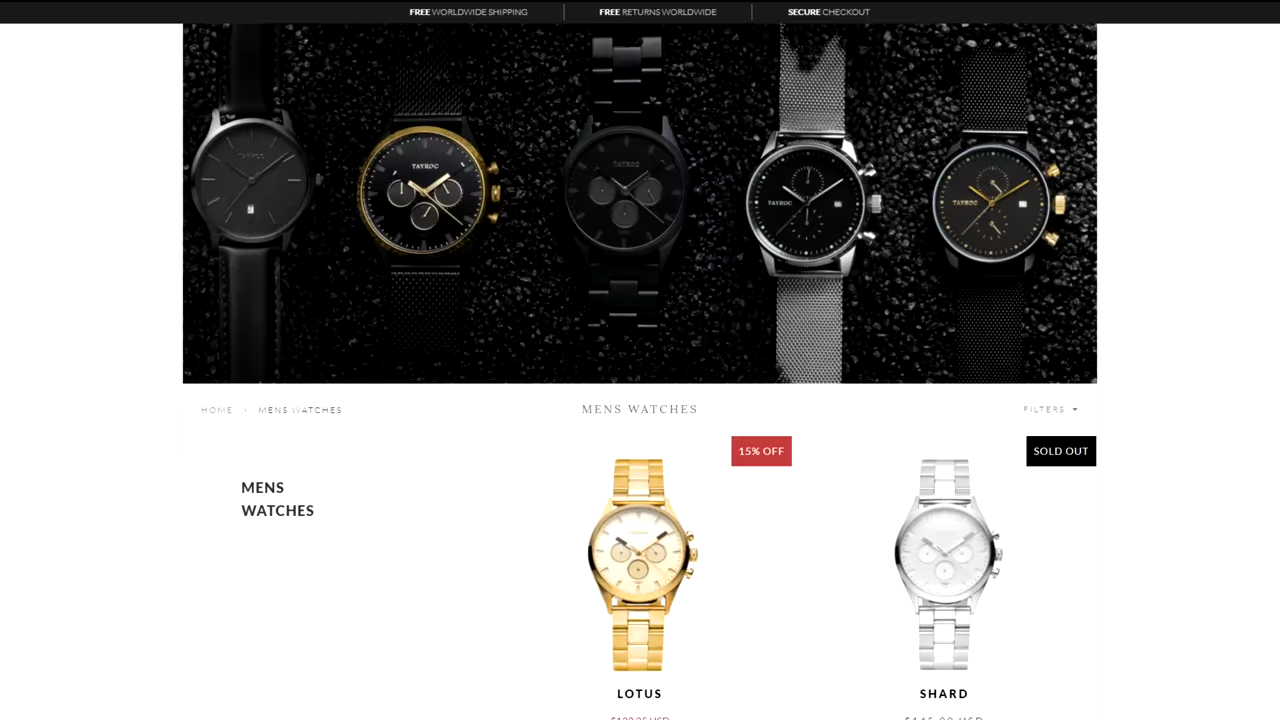 FREE WORLDWIDE SHIPPING
FREE RETURNS WORLDWIDE
SECURE CHECKOUT
TAYROC
TAYROC
TAYROC
TAYROC
TAYROC
HOME › MENS WATCHES
MENS WATCHES
FILTERS
15% OFF
SOLD OUT
MENS
WATCHES
LOTUS
SHARD